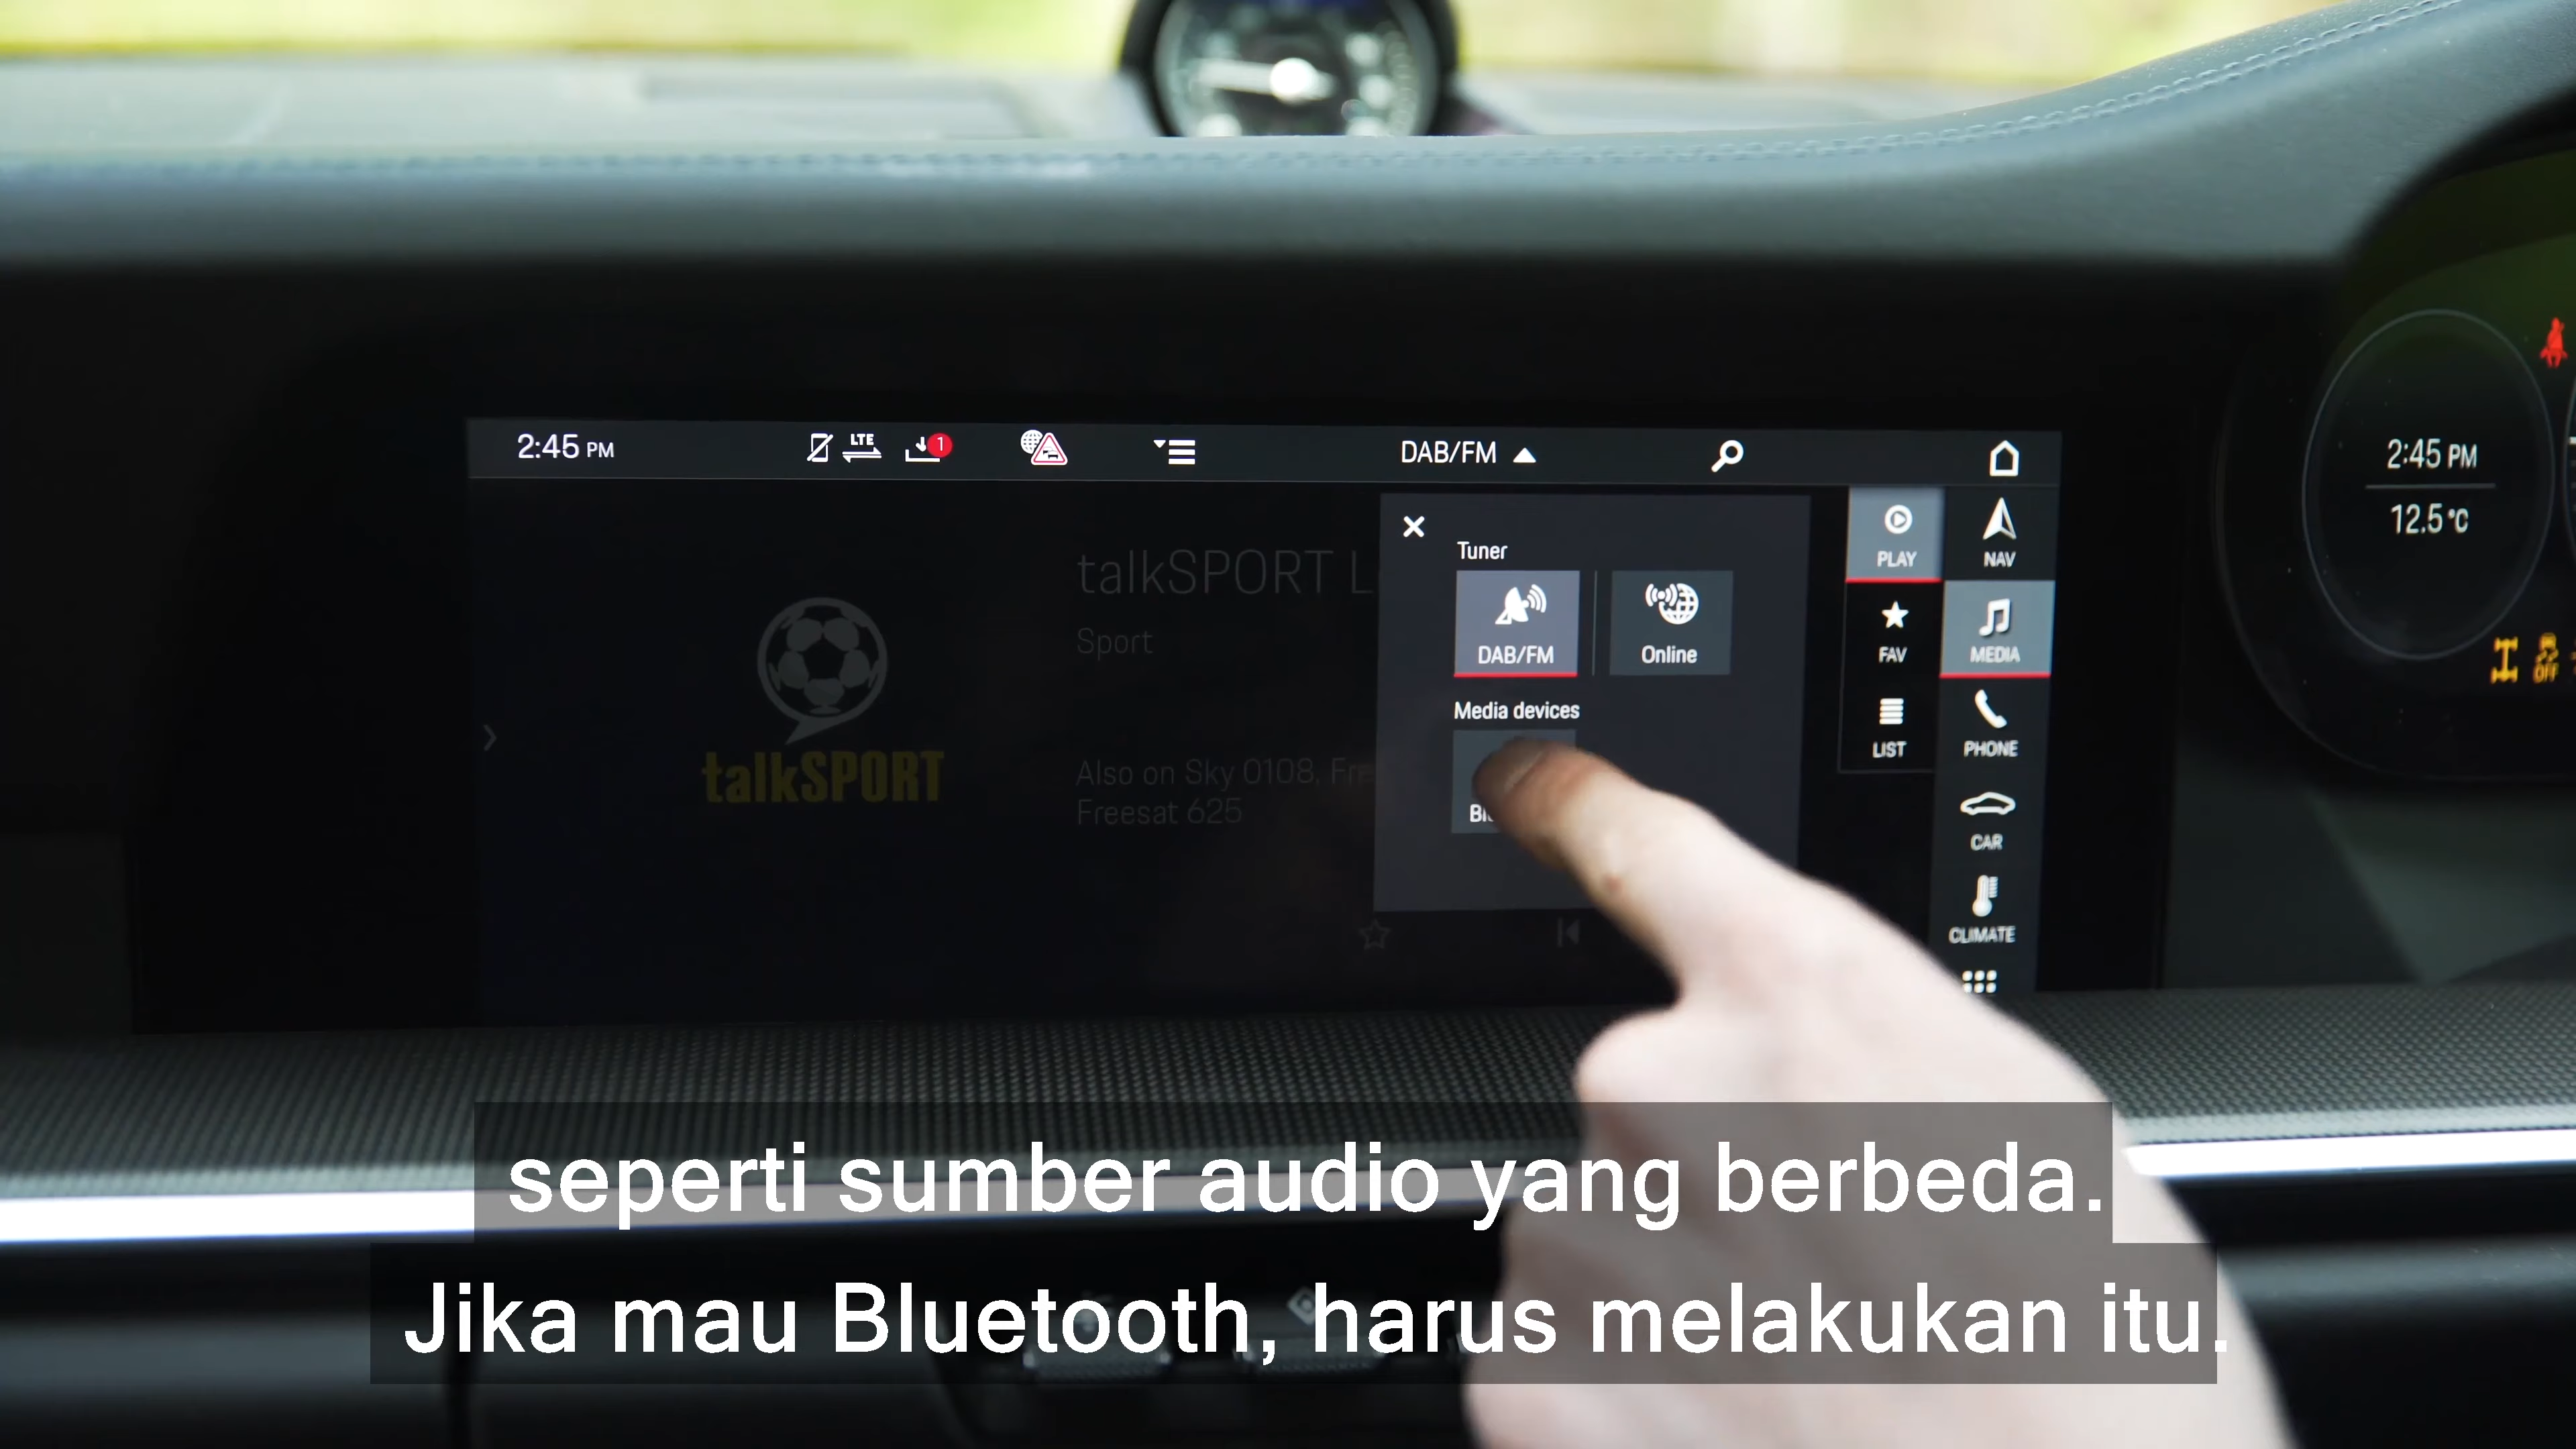 2:45 PM
LTE
1
DAB/FM
2:45 PM
12.5°C
talkSPORT L
Sport
Also on Sky 0108, Fre
Freesat 625
talkSPORT
Tuner
DAB/FM
Online
Media devices
PLAY
FAV
LIST
NAV
MEDIA
PHONE
CAR
CLIMATE
OFF
seperti sumber audio yang berbeda.
Jika mau Bluetooth, harus melakukan itu.